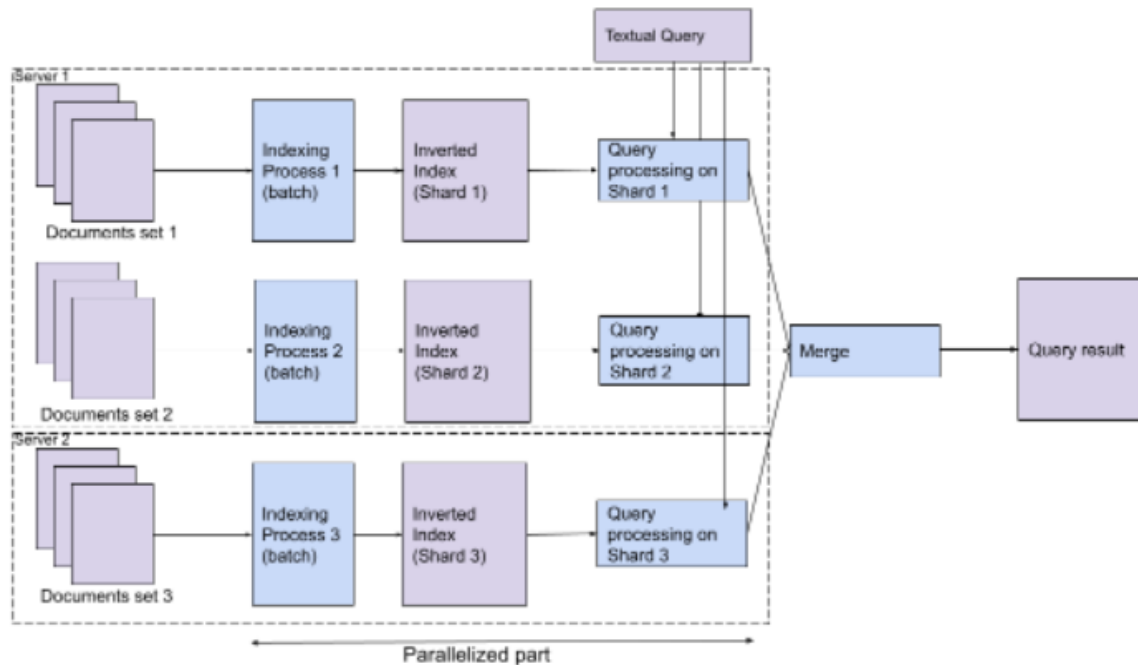 Textual Query
Server 1
Indexing
Process 1
(batch)
Inverted
Index
(Shard 1)
Query
processing on
Shard 1
Documents set 1
Indexing
Process 2
(batch)
Inverted
Index
(Shard 2)
Query
processing on
Shard 2
Merge
Query result
Documents set 2
Server 2
Indexing
Process 3
(batch)
Inverted
Index
(Shard 3)
Query
processing on
Shard 3
Documents set 3
Parallelized part